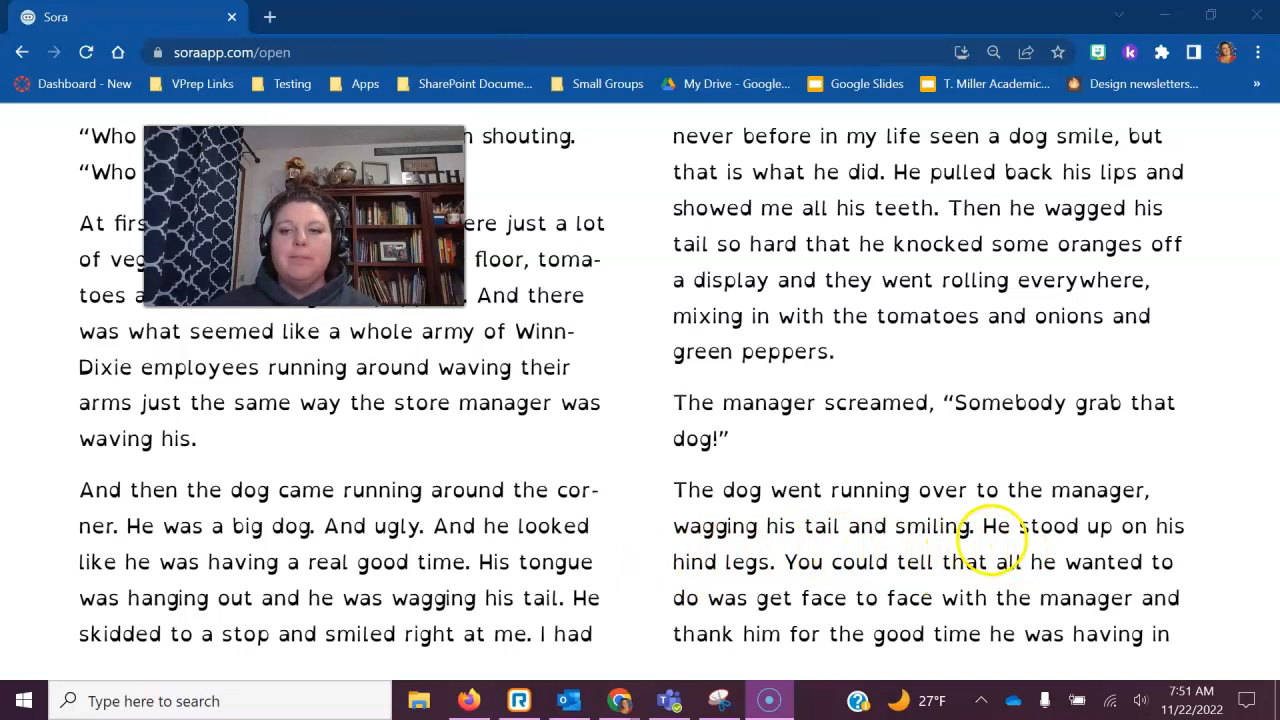 Sora
soraapp.com/open
Dashboard - New
VPrep Links
Testing
Apps
SharePoint Docume...
Small Groups
My Drive - Google...
Google Slides
T. Miller Academic...
Design newsletters...
»
“Who
shouting.
“Who
At firs
ere just a lot
of veg
floor, toma-
toes a
. And there
was what seemed like a whole army of Winn-
Dixie employees running around waving their
arms just the same way the store manager was
waving his.
And then the dog came running around the cor-
ner. He was a big dog. And ugly. And he looked
like he was having a real good time. His tongue
was hanging out and he was wagging his tail. He
skidded to a stop and smiled right at me. I had
never before in my life seen a dog smile, but
that is what he did. He pulled back his lips and
showed me all his teeth. Then he wagged his
tail so hard that he knocked some oranges off
a display and they went rolling everywhere,
mixing in with the tomatoes and onions and
green peppers.
The manager screamed, “Somebody grab that
dog!”
The dog went running over to the manager,
wagging his tail and smiling. He stood up on his
hind legs. You could tell that all he wanted to
do was get face to face with the manager and
thank him for the good time he was having in
Type here to search
27°F
7:51 AM
11/22/2022